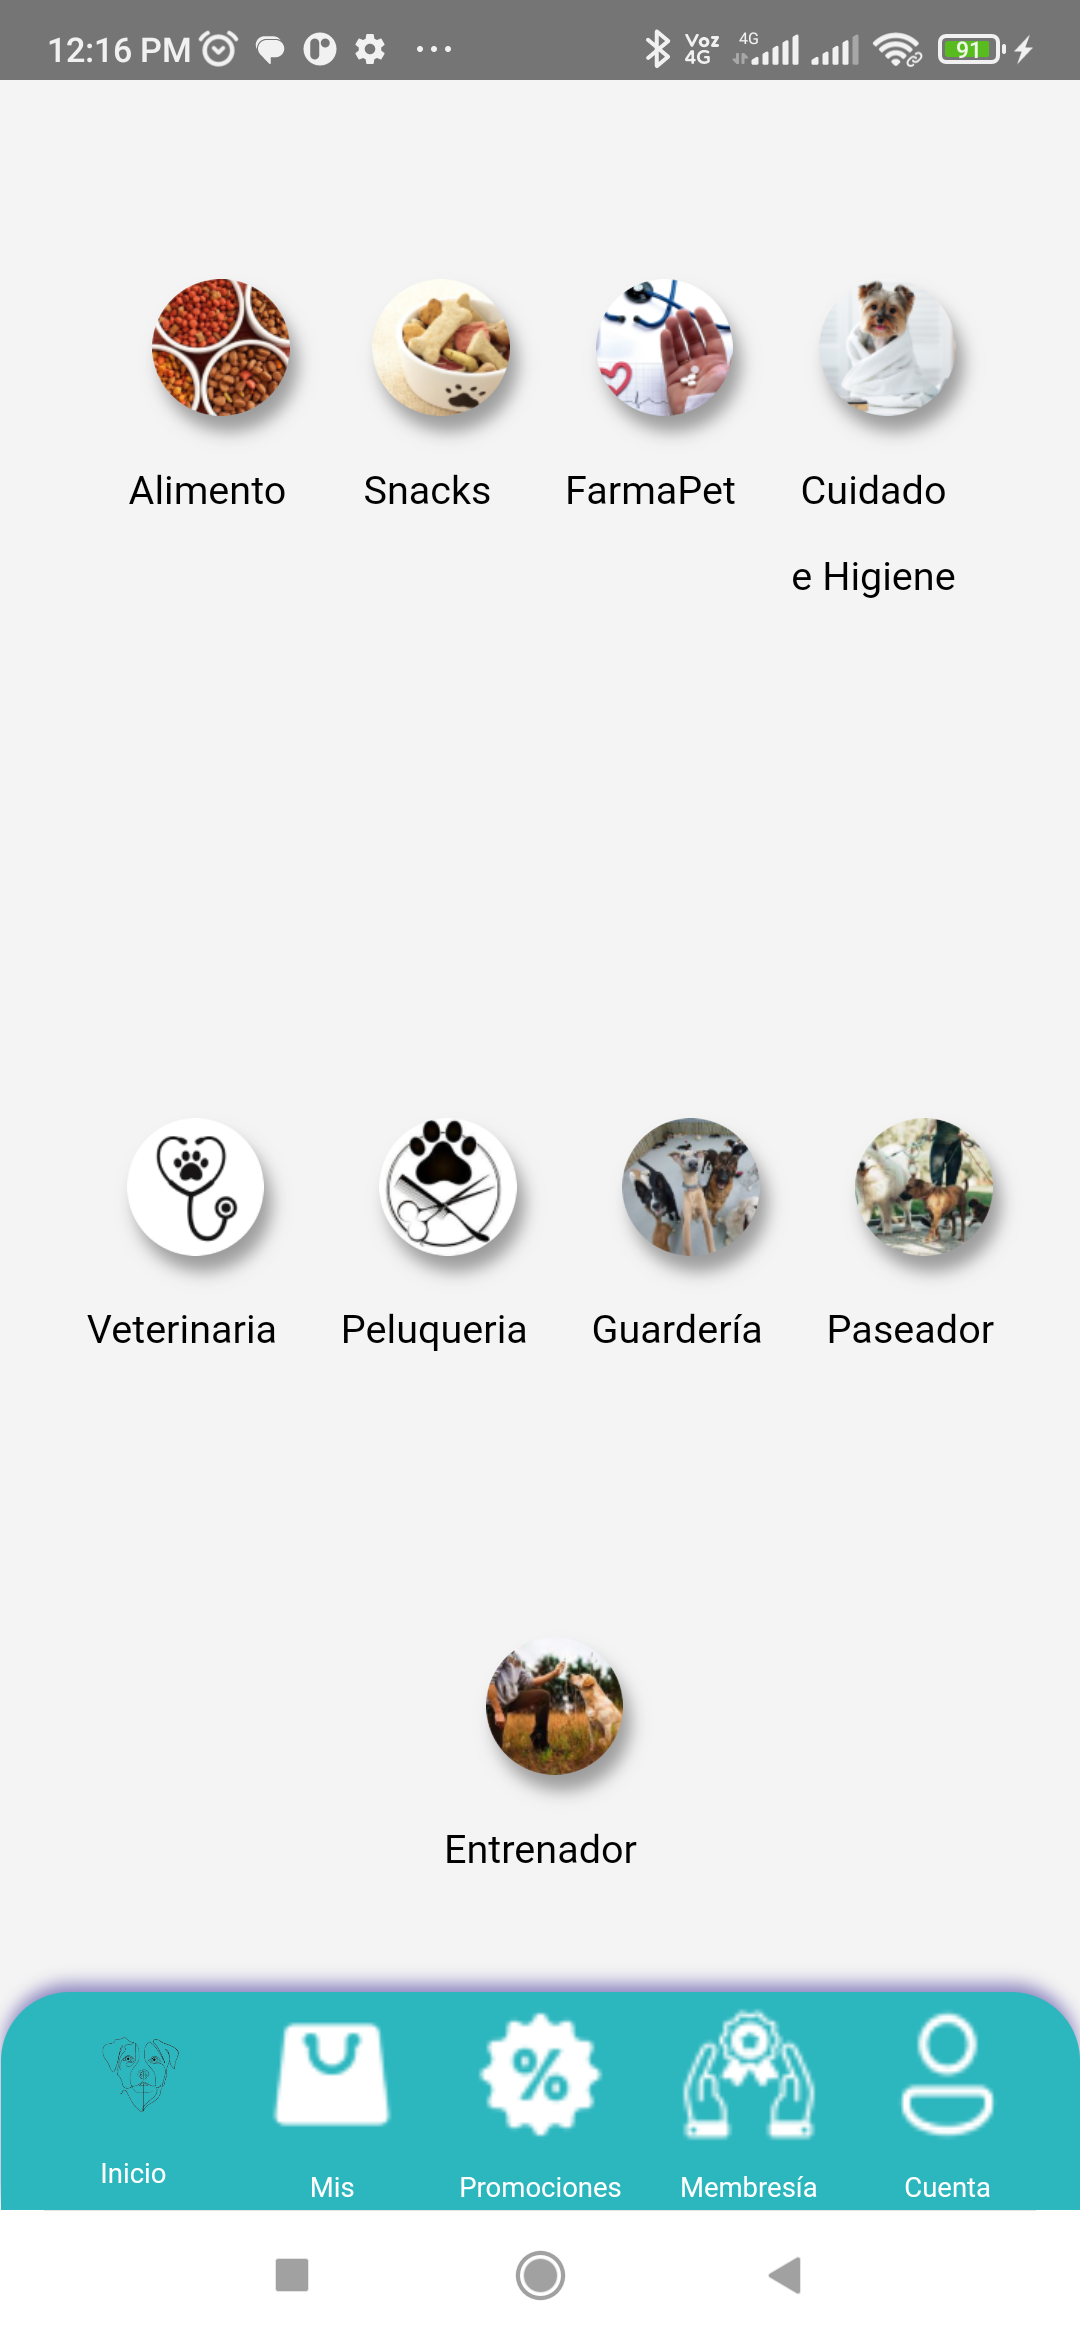 12:16 PM
Voz 4G
4G
91
Alimento
Snacks
FarmaPet
Cuidado
e Higiene
Veterinaria
Peluqueria
Guardería
Paseador
Entrenador
Inicio
Mis
Promociones
Membresía
Cuenta